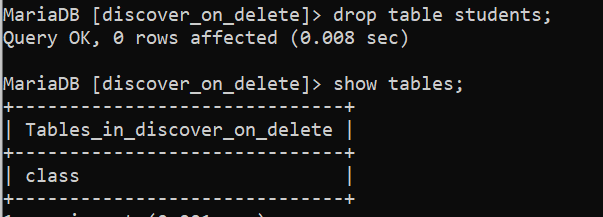 MariaDB [discover_on_delete]> drop table students;
Query OK, 0 rows affected (0.008 sec)
MariaDB [discover_on_delete]> show tables;
+-----------------------------+
| Tables_in_discover_on_delete |
+-----------------------------+
| class |
+-----------------------------+